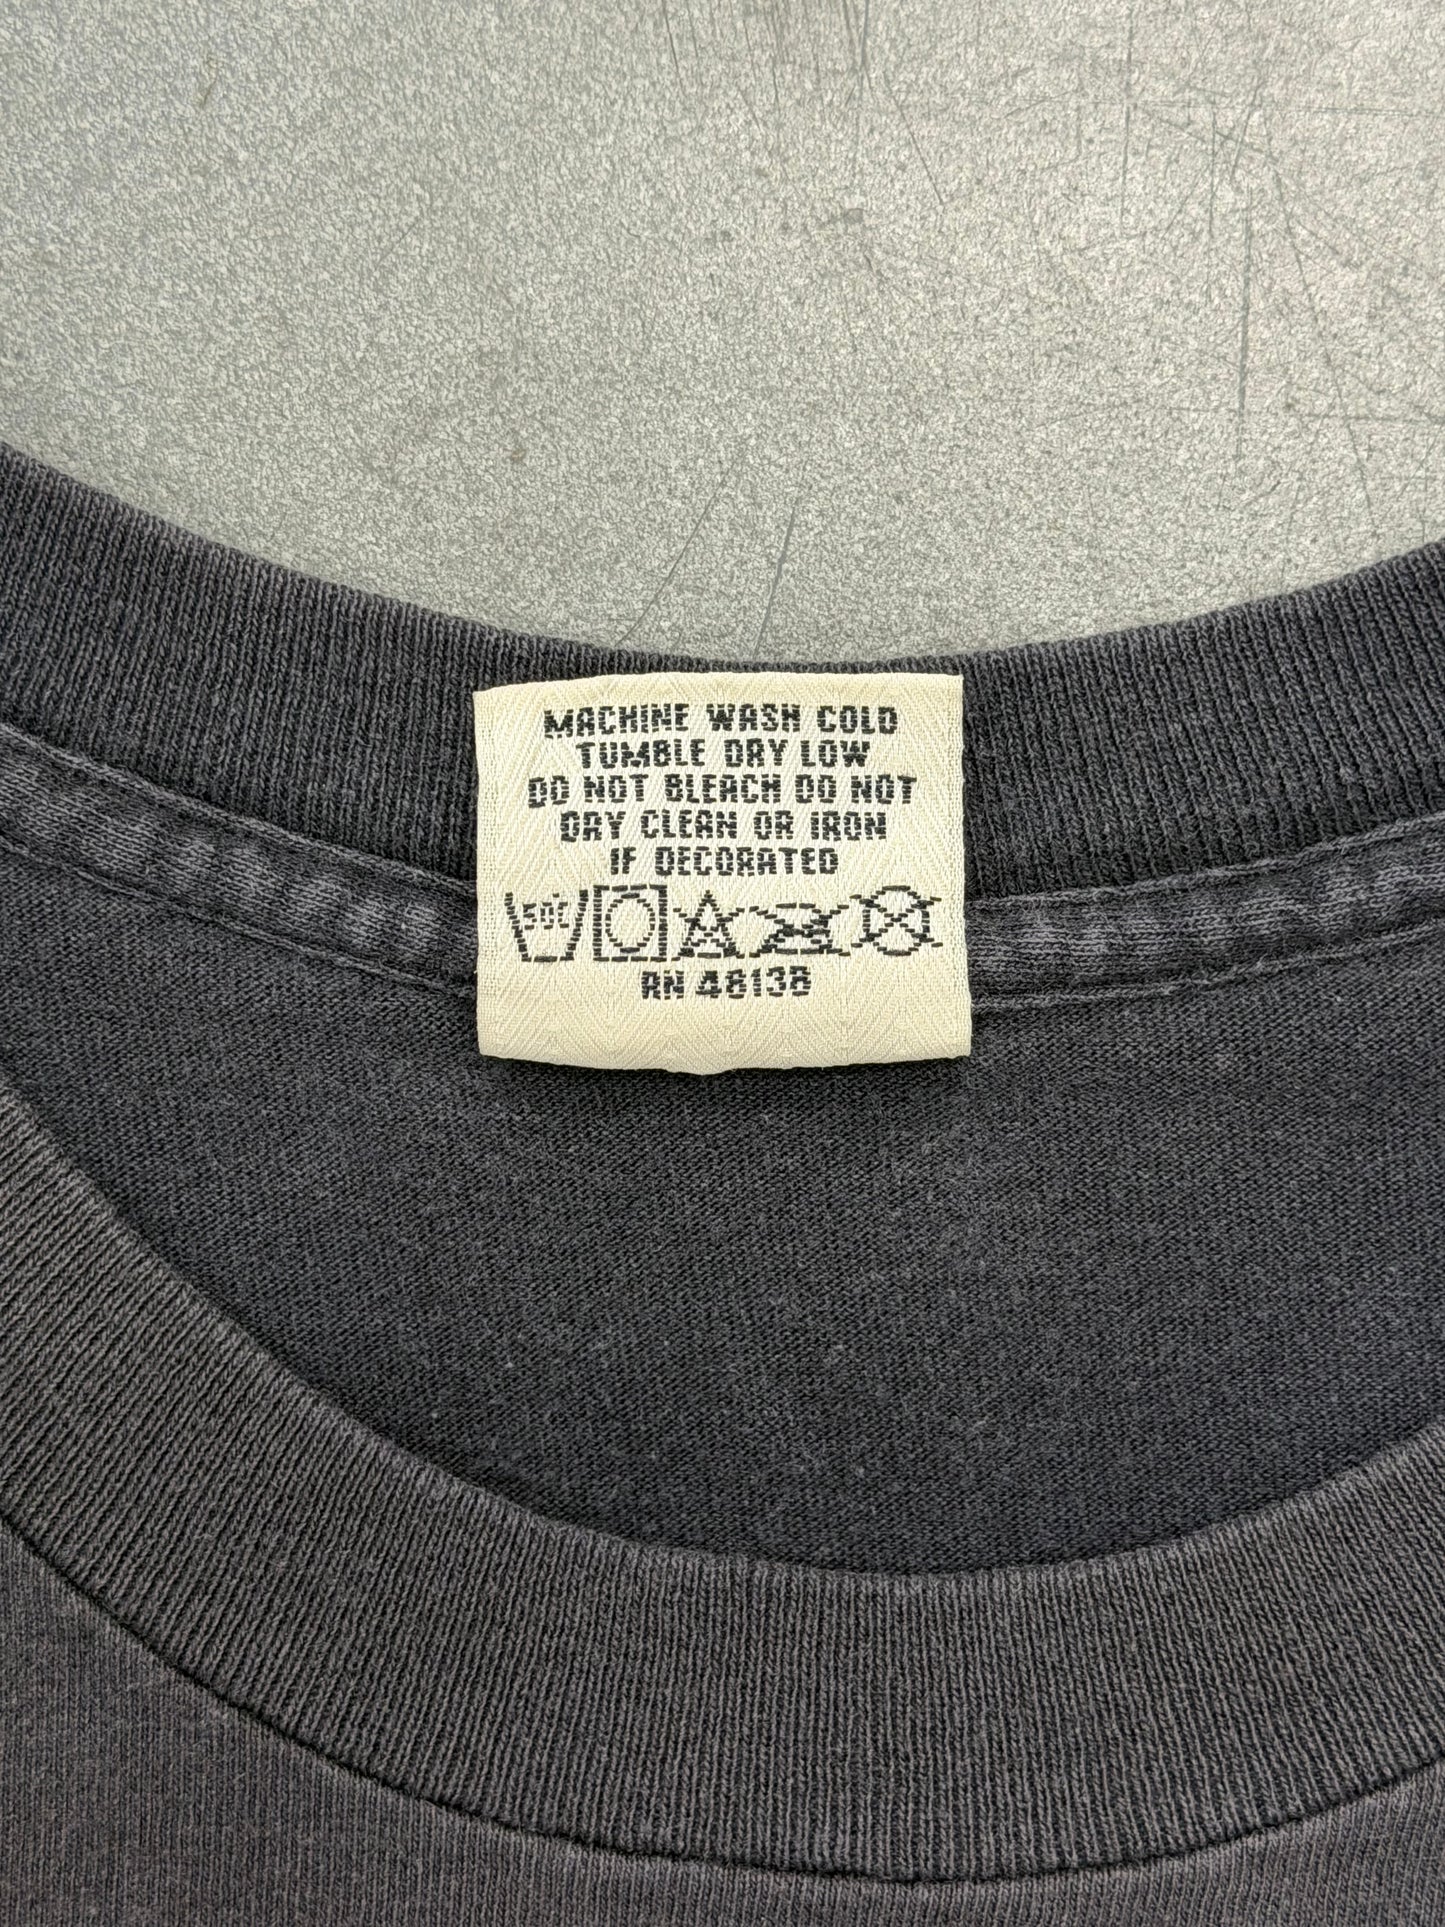 MACHINE WASH COLD
TUMBLE DRY LOW
DO NOT BLEACH DO NOT
DRY CLEAN OR IRON
IF DECORATED
50C
RN 48138